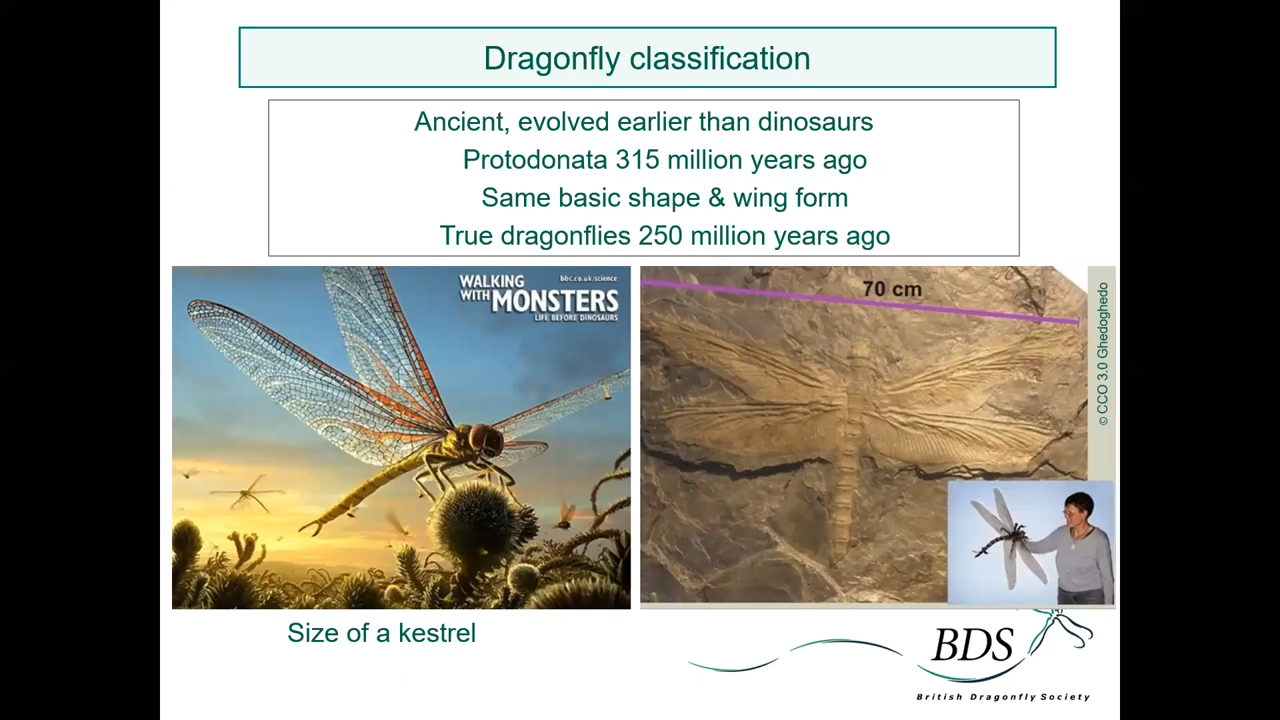 Dragonfly classification
Ancient, evolved earlier than dinosaurs
Protodonata 315 million years ago
Same basic shape & wing form
True dragonflies 250 million years ago
WALKING
WITH MONSTERS
bbc.co.uk/science
LIFE BEFORE DINOSAURS
70 cm
© CCO 3.0 Ghedoghedo
Size of a kestrel
BDS
British Dragonfly Society